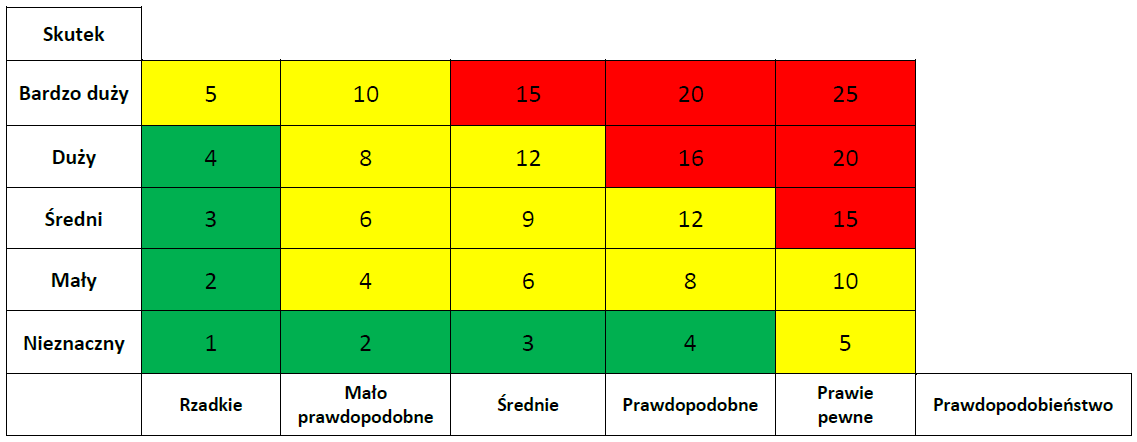 Skutek
Bardzo duży 5 10 15 20 25
Duży 4 8 12 16 20
Średni 3 6 9 12 15
Mały 2 4 6 8 10
Nieznaczny 1 2 3 4 5
Rzadkie Mało prawdopodobne Średnie Prawdopodobne Prawie pewne Prawdopodobieństwo